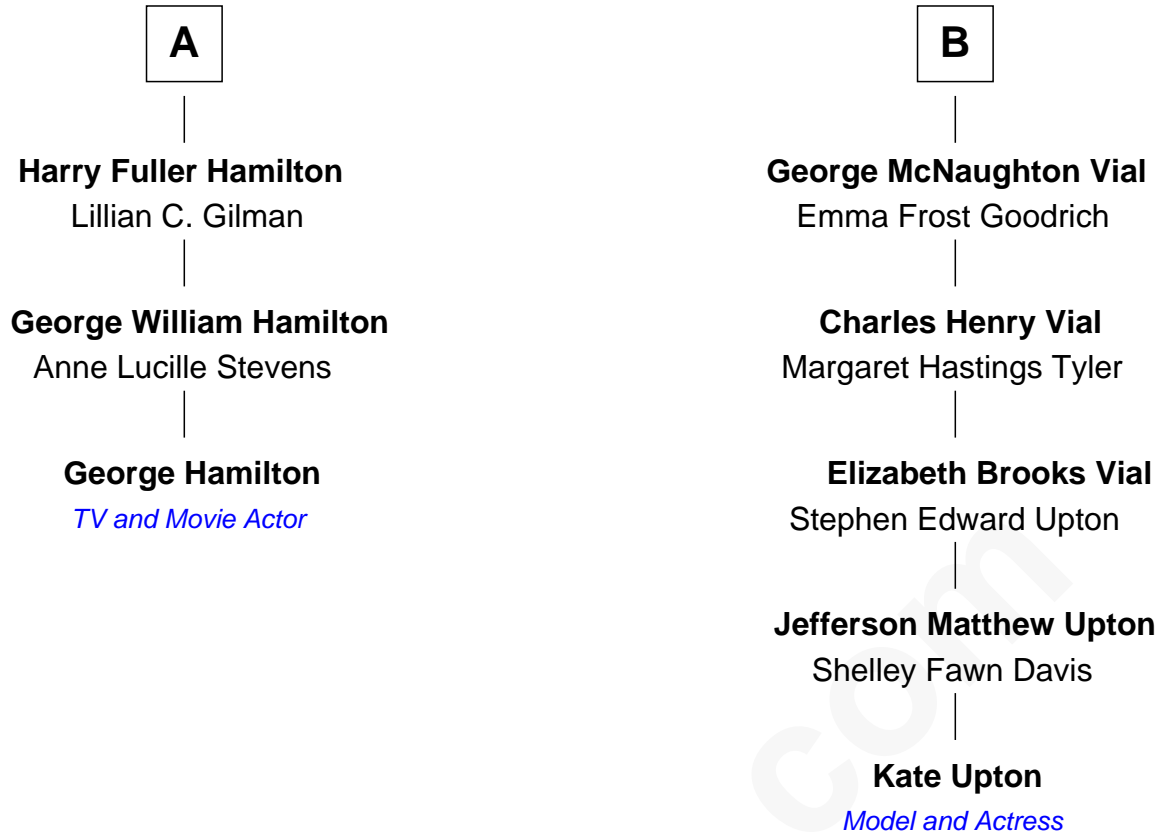 A
Harry Fuller Hamilton
Lillian C. Gilman
George William Hamilton
Anne Lucille Stevens
George Hamilton
TV and Movie Actor
B
George McNaughton Vial
Emma Frost Goodrich
Charles Henry Vial
Margaret Hastings Tyler
Elizabeth Brooks Vial
Stephen Edward Upton
Jefferson Matthew Upton
Shelley Fawn Davis
Kate Upton
Model and Actress
com